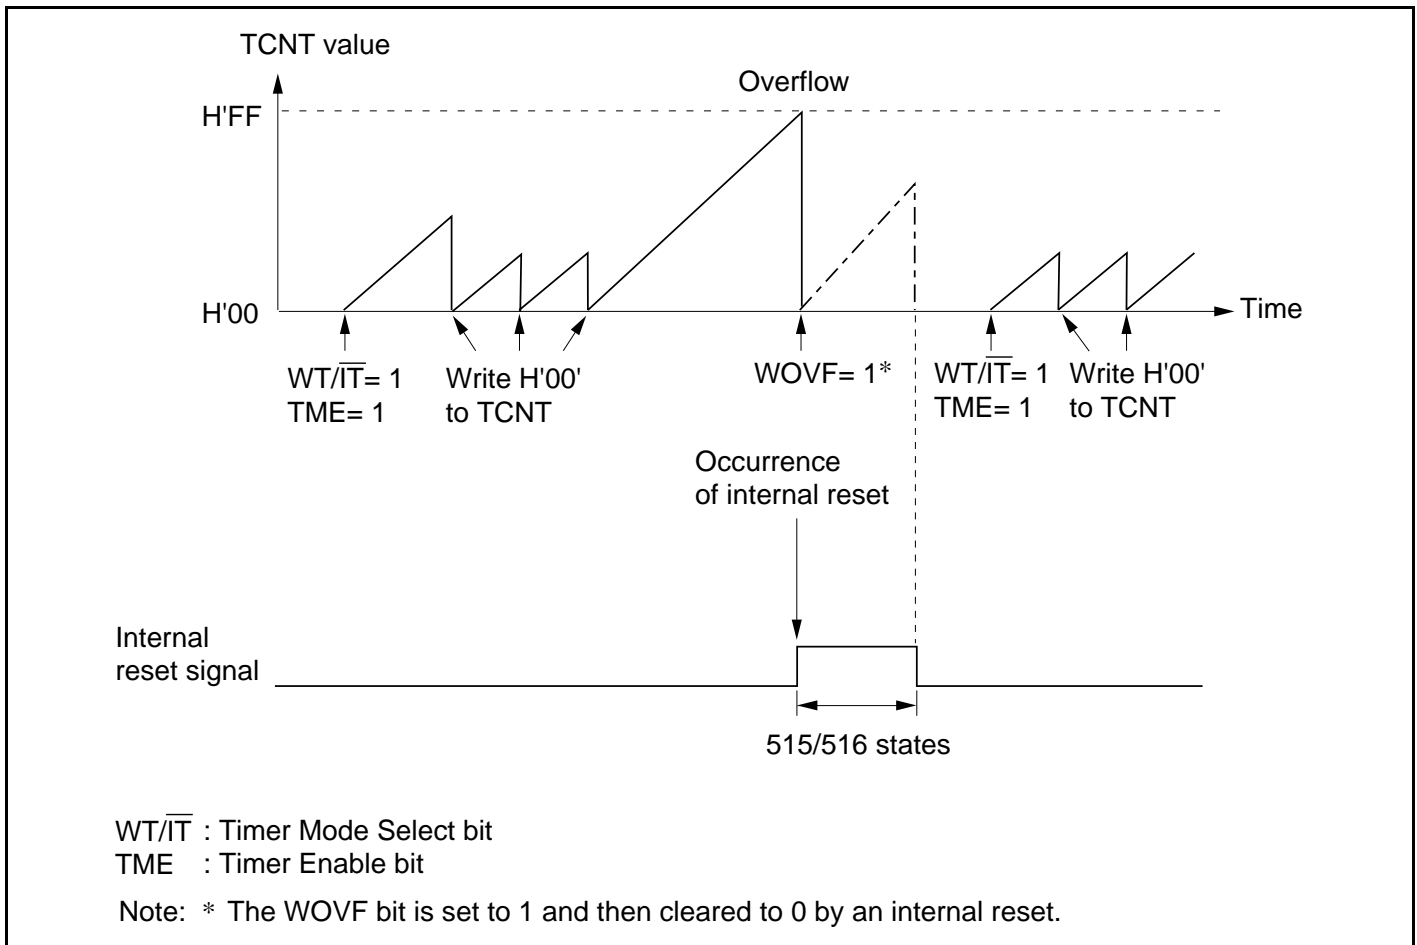 TCNT value
Overflow
H'FF
H'00
Time
WT/I̅T̅= 1
TME= 1
Write H'00'
to TCNT
WOVF= 1*
WT/I̅T̅= 1
TME= 1
Write H'00'
to TCNT
Occurrence
of internal reset
Internal
reset signal
515/516 states
WT/I̅T̅ : Timer Mode Select bit
TME : Timer Enable bit
Note: * The WOVF bit is set to 1 and then cleared to 0 by an internal reset.